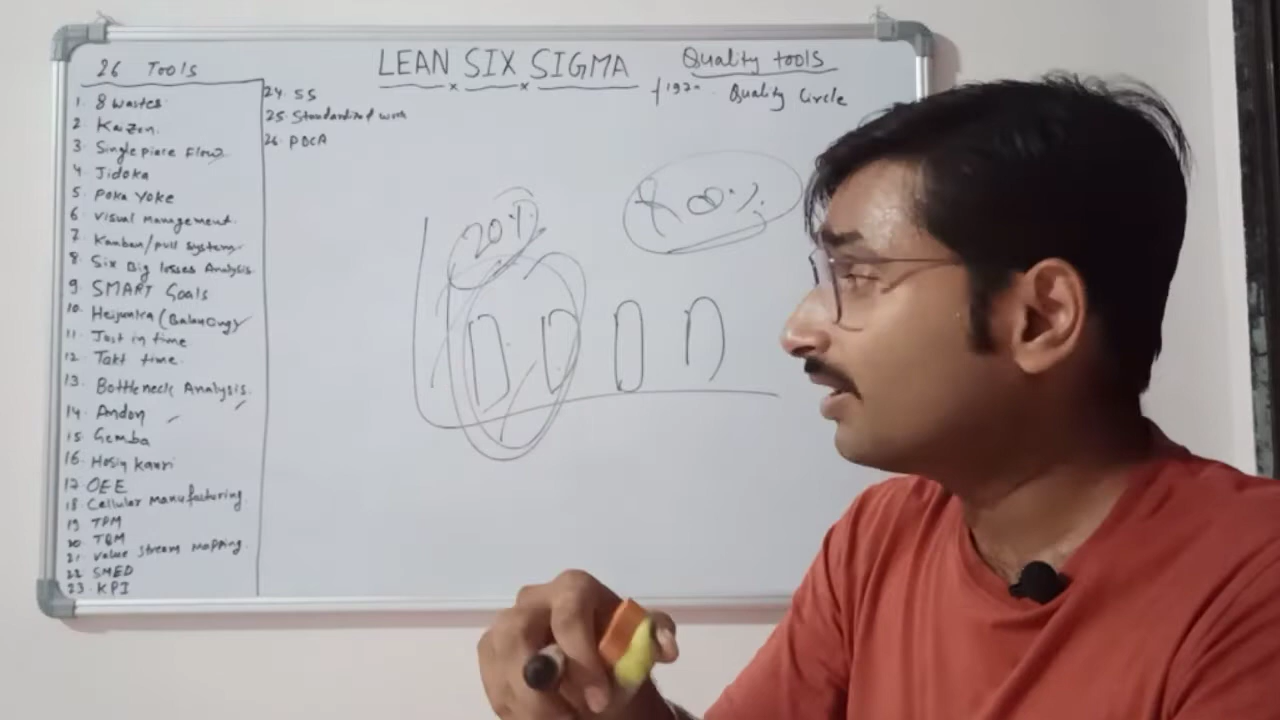 26 Tools
1. 8 wastes
2. Kaizen.
3. Single piece Flow
4. Jidoka
5. Poka Yoke
6. Visual Management.
7. Kanban/pull system
8. Six Big losses Analysis.
9. SMART Goals
10. Heijunka (Balancing)
11. Just in time
12. Takt time.
13. Bottleneck Analysis.
14. Andon
15. Gemba
16. Hosin Kanri
17. OEE
18. Cellular Manufacturing.
19. TPM
20. TQM
21. Value stream Mapping.
22. SMED
23. KPI
24. 5S
25. Standardized work
26. PDCA
LEAN SIX SIGMA
Quality tools
Quality Circle
20%